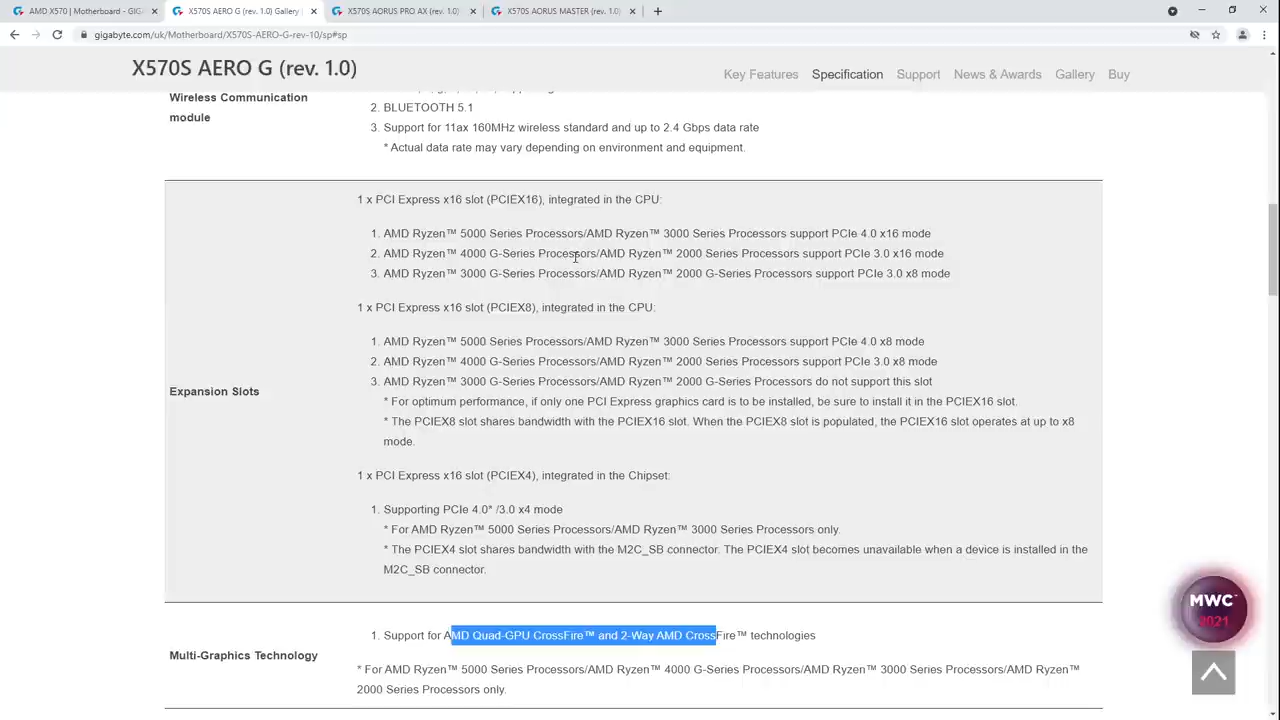 AMD X570 | Motherboard - GIGA
X570S AERO G (rev. 1.0) Gallery
X570S AORUS PRO AX (rev. 1.0)
X570S AORUS MASTER (rev. 1.0)
gigabyte.com/uk/Motherboard/X570S-AERO-G-rev-10/sp#sp
X570S AERO G (rev. 1.0)
Key Features
Specification
Support
News & Awards
Gallery
Buy
Wireless Communication
module
2. BLUETOOTH 5.1
3. Support for 11ax 160MHz wireless standard and up to 2.4 Gbps data rate
* Actual data rate may vary depending on environment and equipment.
Expansion Slots
1 x PCI Express x16 slot (PCIEX16), integrated in the CPU:
1. AMD Ryzen™ 5000 Series Processors/AMD Ryzen™ 3000 Series Processors support PCIe 4.0 x16 mode
2. AMD Ryzen™ 4000 G-Series Processors/AMD Ryzen™ 2000 Series Processors support PCIe 3.0 x16 mode
3. AMD Ryzen™ 3000 G-Series Processors/AMD Ryzen™ 2000 G-Series Processors support PCIe 3.0 x8 mode
1 x PCI Express x16 slot (PCIEX8), integrated in the CPU:
1. AMD Ryzen™ 5000 Series Processors/AMD Ryzen™ 3000 Series Processors support PCIe 4.0 x8 mode
2. AMD Ryzen™ 4000 G-Series Processors/AMD Ryzen™ 2000 Series Processors support PCIe 3.0 x8 mode
3. AMD Ryzen™ 3000 G-Series Processors/AMD Ryzen™ 2000 G-Series Processors do not support this slot
* For optimum performance, if only one PCI Express graphics card is to be installed, be sure to install it in the PCIEX16 slot.
* The PCIEX8 slot shares bandwidth with the PCIEX16 slot. When the PCIEX8 slot is populated, the PCIEX16 slot operates at up to x8
mode.
1 x PCI Express x16 slot (PCIEX4), integrated in the Chipset:
1. Supporting PCIe 4.0* /3.0 x4 mode
* For AMD Ryzen™ 5000 Series Processors/AMD Ryzen™ 3000 Series Processors only.
* The PCIEX4 slot shares bandwidth with the M2C_SB connector. The PCIEX4 slot becomes unavailable when a device is installed in the
M2C_SB connector.
MWC
2021
Multi-Graphics Technology
1. Support for AMD Quad-GPU CrossFire™ and 2-Way AMD CrossFire™ technologies
* For AMD Ryzen™ 5000 Series Processors/AMD Ryzen™ 4000 G-Series Processors/AMD Ryzen™ 3000 Series Processors/AMD Ryzen™
2000 Series Processors only.